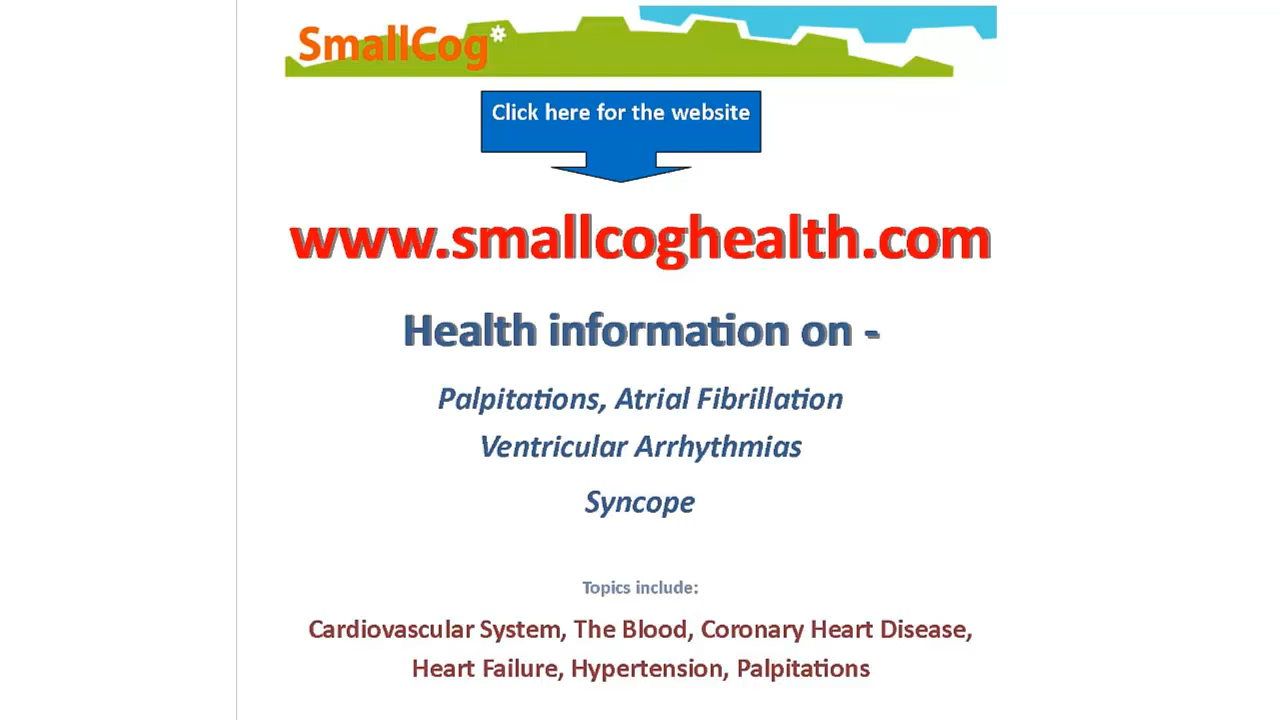 SmallCog
Click here for the website
www.smallcoghealth.com
Health information on -
Palpitations, Atrial Fibrillation
Ventricular Arrhythmias
Syncope
Topics include:
Cardiovascular System, The Blood, Coronary Heart Disease,
Heart Failure, Hypertension, Palpitations